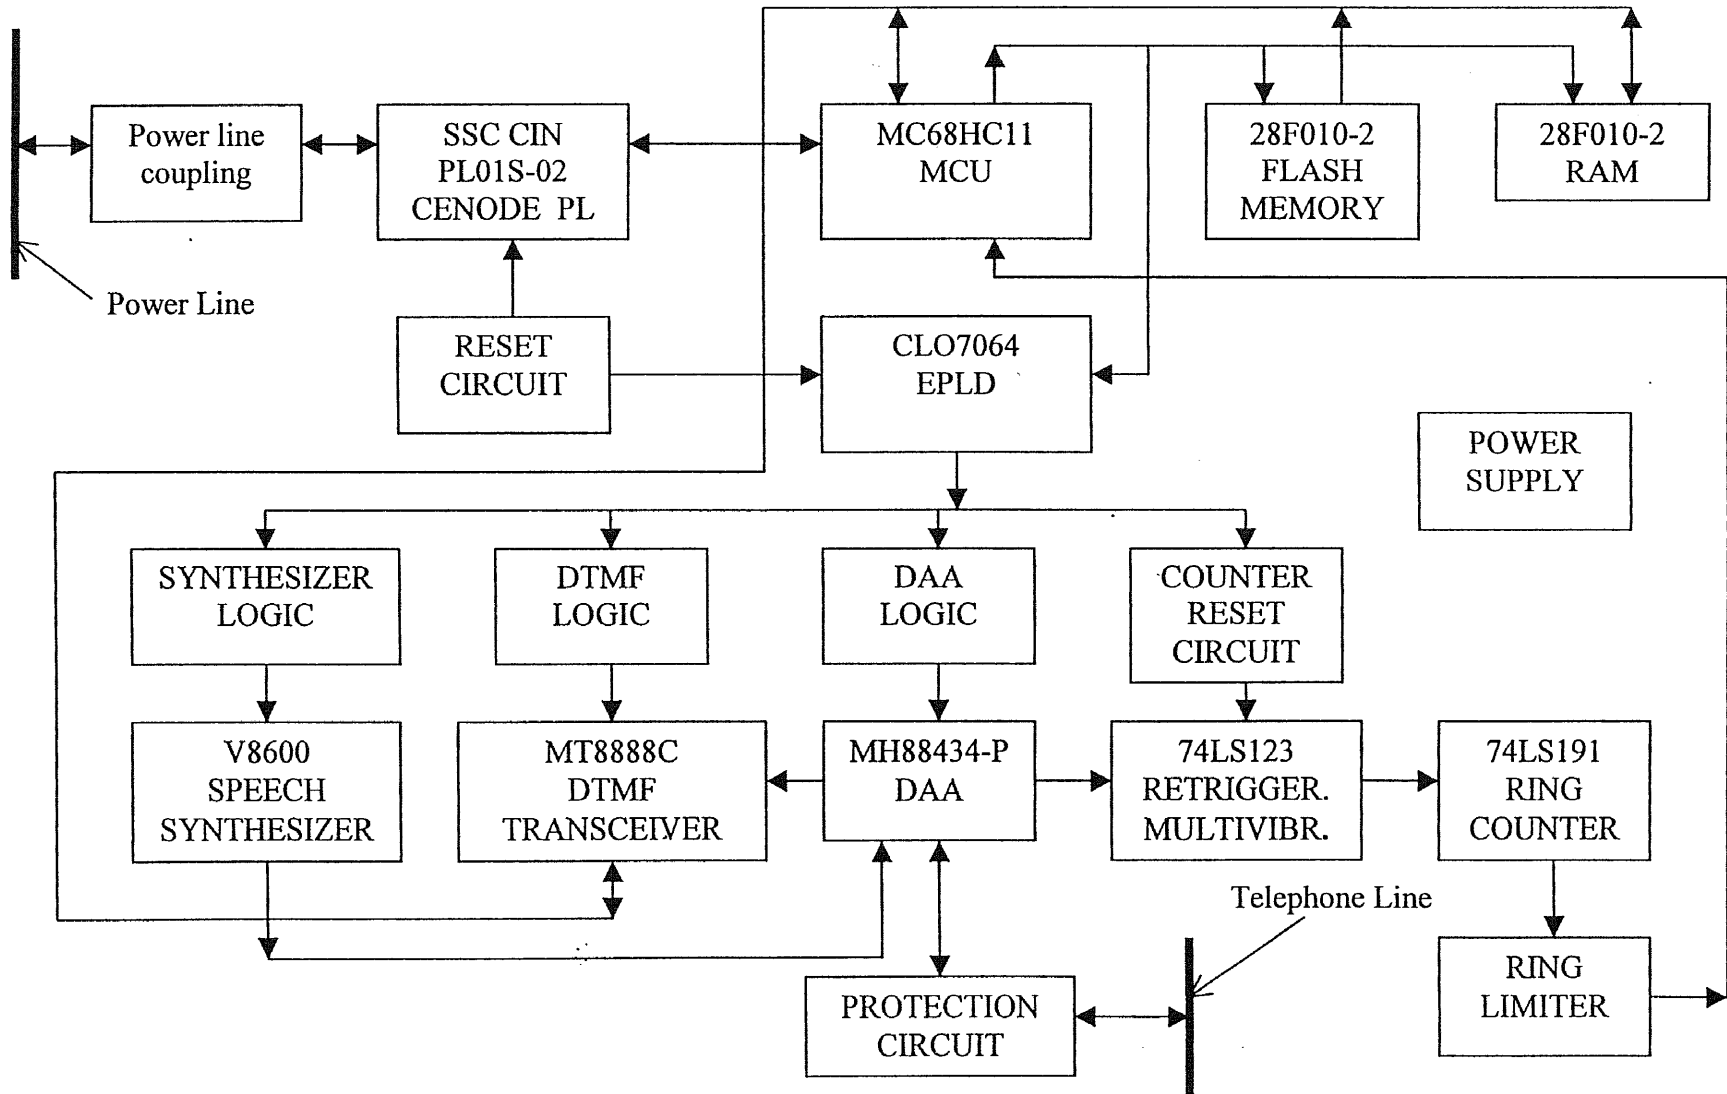 Power line
coupling
SSC CIN
PL01S-02
CENODE PL
MC68HC11
MCU
28F010-2
FLASH
MEMORY
28F010-2
RAM
Power Line
RESET
CIRCUIT
CLO7064
EPLD
POWER
SUPPLY
SYNTHESIZER
LOGIC
DTMF
LOGIC
DAA
LOGIC
COUNTER
RESET
CIRCUIT
V8600
SPEECH
SYNTHESIZER
MT8888C
DTMF
TRANSCEIVER
MH88434-P
DAA
74LS123
RETRIGGER.
MULTIVIBR.
74LS191
RING
COUNTER
Telephone Line
PROTECTION
CIRCUIT
RING
LIMITER